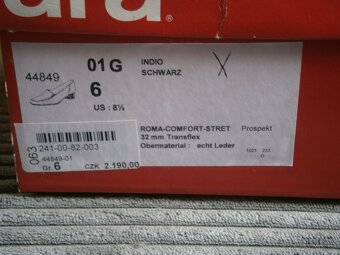 ara
44849
01 G
6
US : 8½
INDIO
SCHWARZ
X
ROMA-COMFORT-STRET
32 mm Transflex
Obermaterial : echt Leder
Prospekt
063
241-00-82-003
44849-01
Gr. 6 CZK 2.190,00